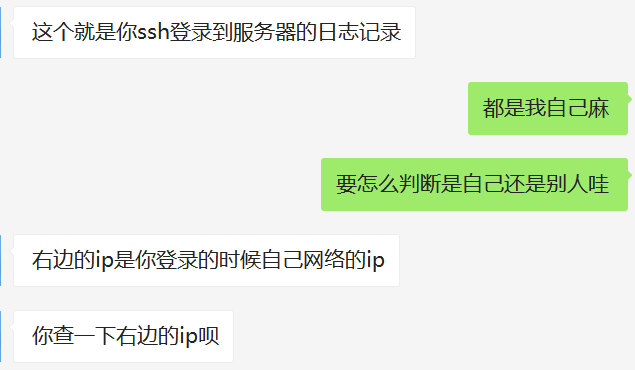 这个就是你ssh登录到服务器的日志记录
都是我自己麻
要怎么判断是自己还是别人哇
右边的ip是你登录的时候自己网络的ip
你查一下右边的ip呗